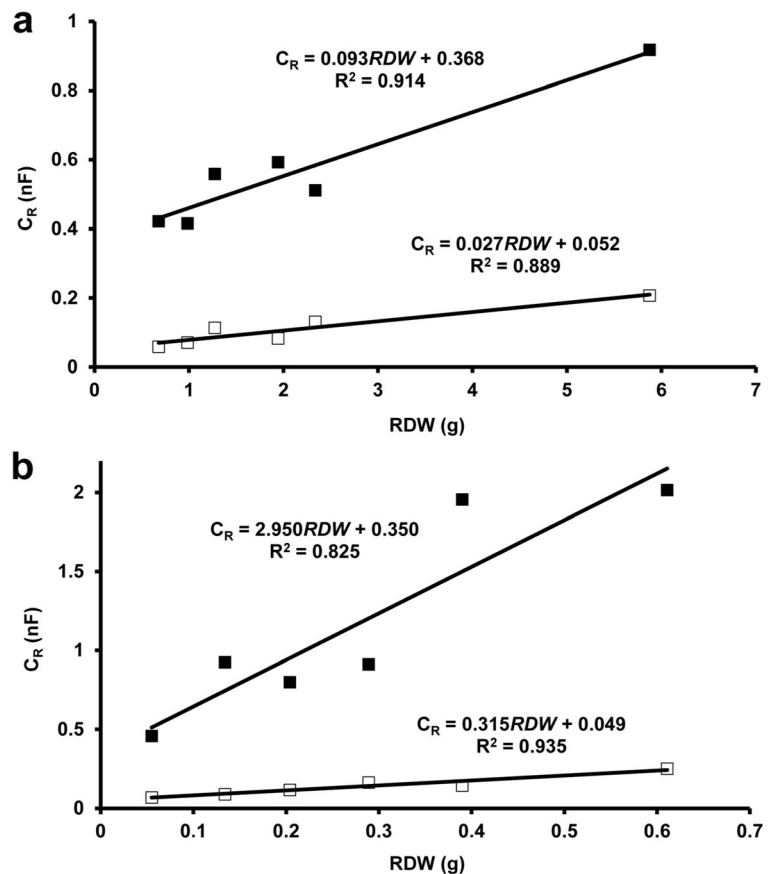 a
1
C_R = 0.093RDW + 0.368
R² = 0.914
0.8
0.6
C_R (nF)
0.4
C_R = 0.027RDW + 0.052
R² = 0.889
0.2
0
0 1 2 3 4 5 6 7
RDW (g)
b
2
C_R = 2.950RDW + 0.350
R² = 0.825
1.5
C_R (nF)
1
0.5
C_R = 0.315RDW + 0.049
R² = 0.935
0
0 0.1 0.2 0.3 0.4 0.5 0.6 0.7
RDW (g)